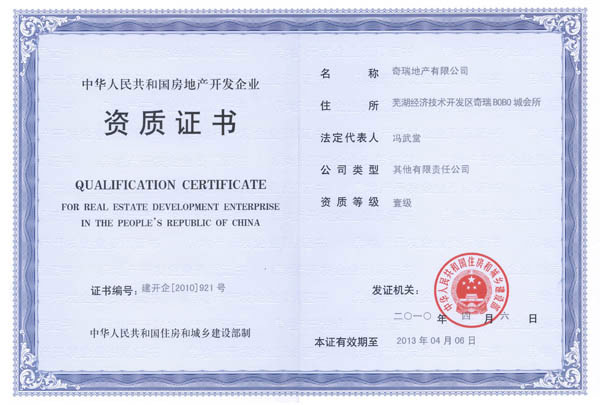 中华人民共和国房地产开发企业
资质证书
QUALIFICATION CERTIFICATE
FOR REAL ESTATE DEVELOPMENT ENTERPRISE
IN THE PEOPLE'S REPUBLIC OF CHINA
证书编号: 建开企[2010]921 号
中华人民共和国住房和城乡建设部制
名 称 奇瑞地产有限公司
住 所 芜湖经济技术开发区奇瑞BOBO城会所
法定代表人 冯武堂
公司类型 其他有限责任公司
资质等级 壹级
发证机关:
中华人民共和国住房和城乡建设部
二〇一〇 年 四 月 六 日
本证有效期至 2013 年 04 月 06 日